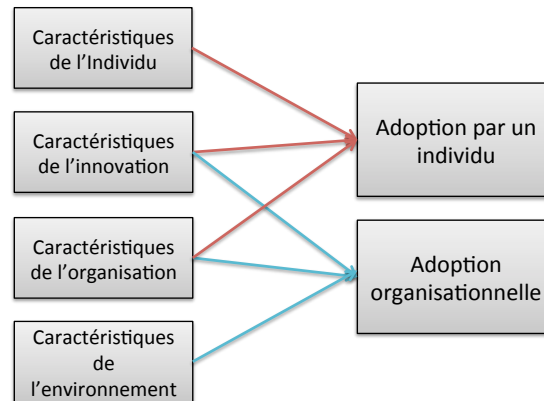 Caractéristiques
de l’Individu
Caractéristiques
de l’innovation
Caractéristiques
de l’organisation
Caractéristiques
de
l’environnement
Adoption par un
individu
Adoption
organisationnelle